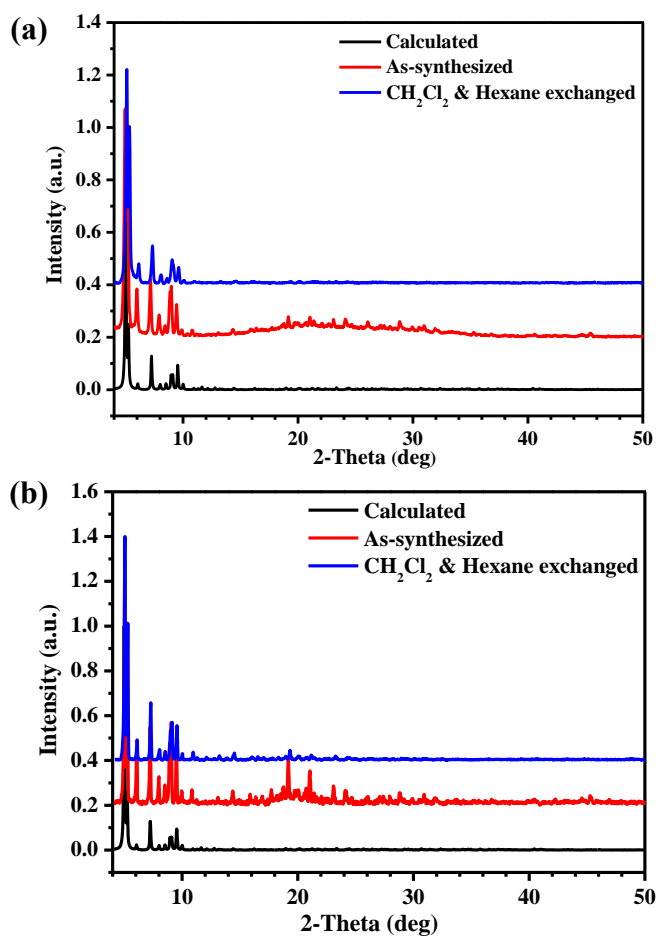 (a)
1.4
1.2
1.0
0.8
0.6
0.4
0.2
0.0
Intensity (a.u.)
Calculated
As-synthesized
CH₂Cl₂ & Hexane exchanged
10 20 30 40 50
2-Theta (deg)
(b)
1.6
1.4
1.2
1.0
0.8
0.6
0.4
0.2
0.0
Intensity (a.u.)
Calculated
As-synthesized
CH₂Cl₂ & Hexane exchanged
10 20 30 40 50
2-Theta (deg)